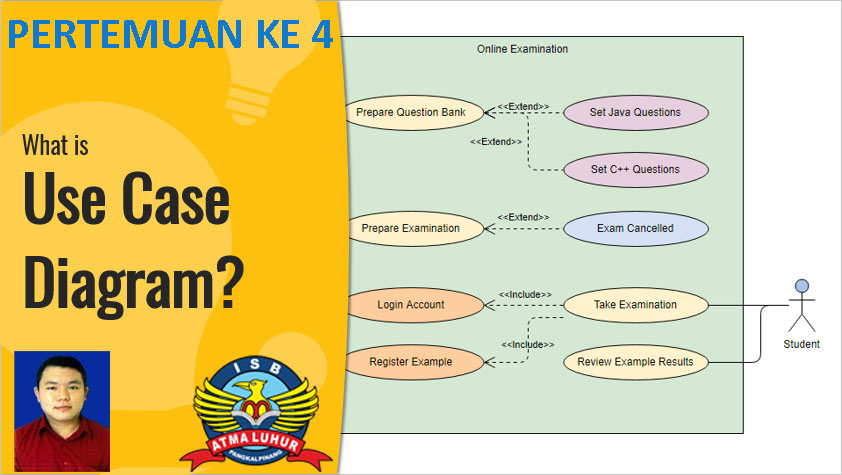 PERTEMUAN KE 4
What is
Use Case
Diagram?
ISB
ATMA LUHUR
PANGKALPINANG
Online Examination
Prepare Question Bank
<<Extend>>
Set Java Questions
<<Extend>>
Set C++ Questions
Prepare Examination
<<Extend>>
Exam Cancelled
Login Account
<<Include>>
Take Examination
<<Include>>
Register Example
Review Example Results
Student